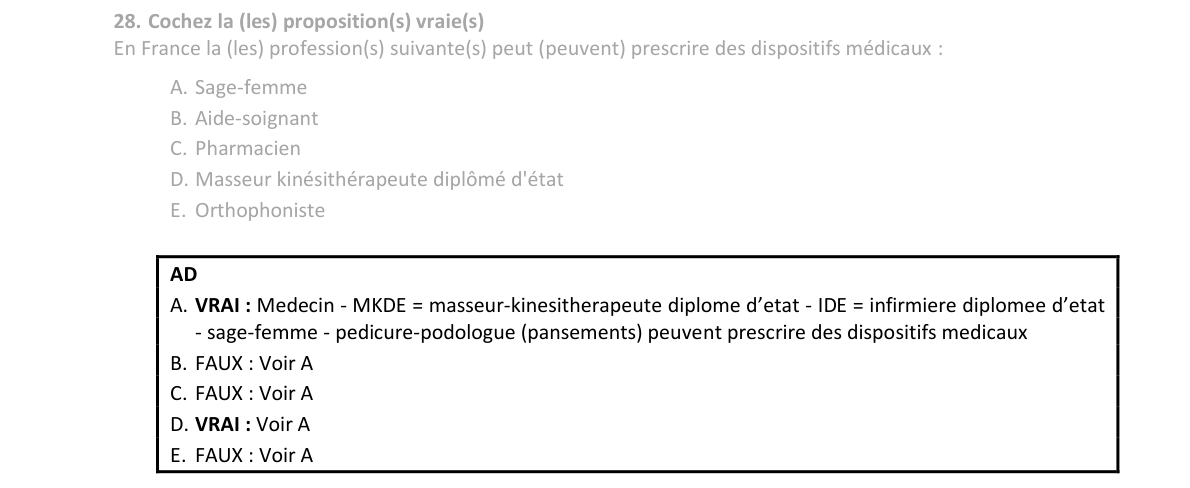 28. Cochez la (les) proposition(s) vraie(s)
En France la (les) profession(s) suivante(s) peut (peuvent) prescrire des dispositifs médicaux :
A. Sage-femme
B. Aide-soignant
C. Pharmacien
D. Masseur kinésithérapeute diplômé d'état
E. Orthophoniste
AD
A. VRAI : Medecin - MKDE = masseur-kinesitherapeute diplome d’etat - IDE = infirmiere diplomee d’etat
- sage-femme - pedicure-podologue (pansements) peuvent prescrire des dispositifs medicaux
B. FAUX : Voir A
C. FAUX : Voir A
D. VRAI : Voir A
E. FAUX : Voir A